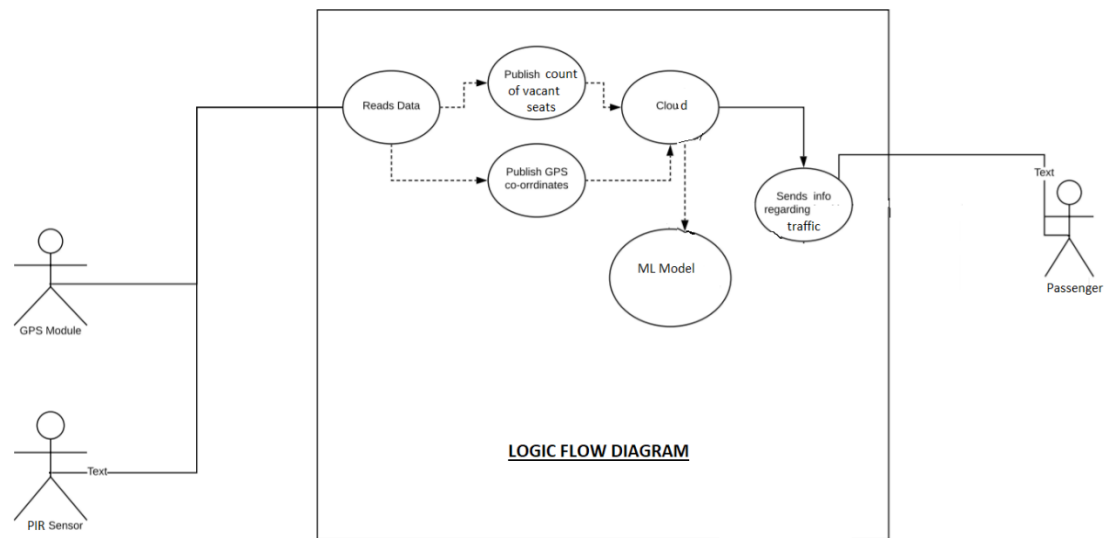 Reads Data
Publish count
of vacant
seats
Cloud
Publish GPS
co-orrdinates
Sends info
regarding
traffic
Text
Passenger
ML Model
GPS Module
Text
PIR Sensor
LOGIC FLOW DIAGRAM